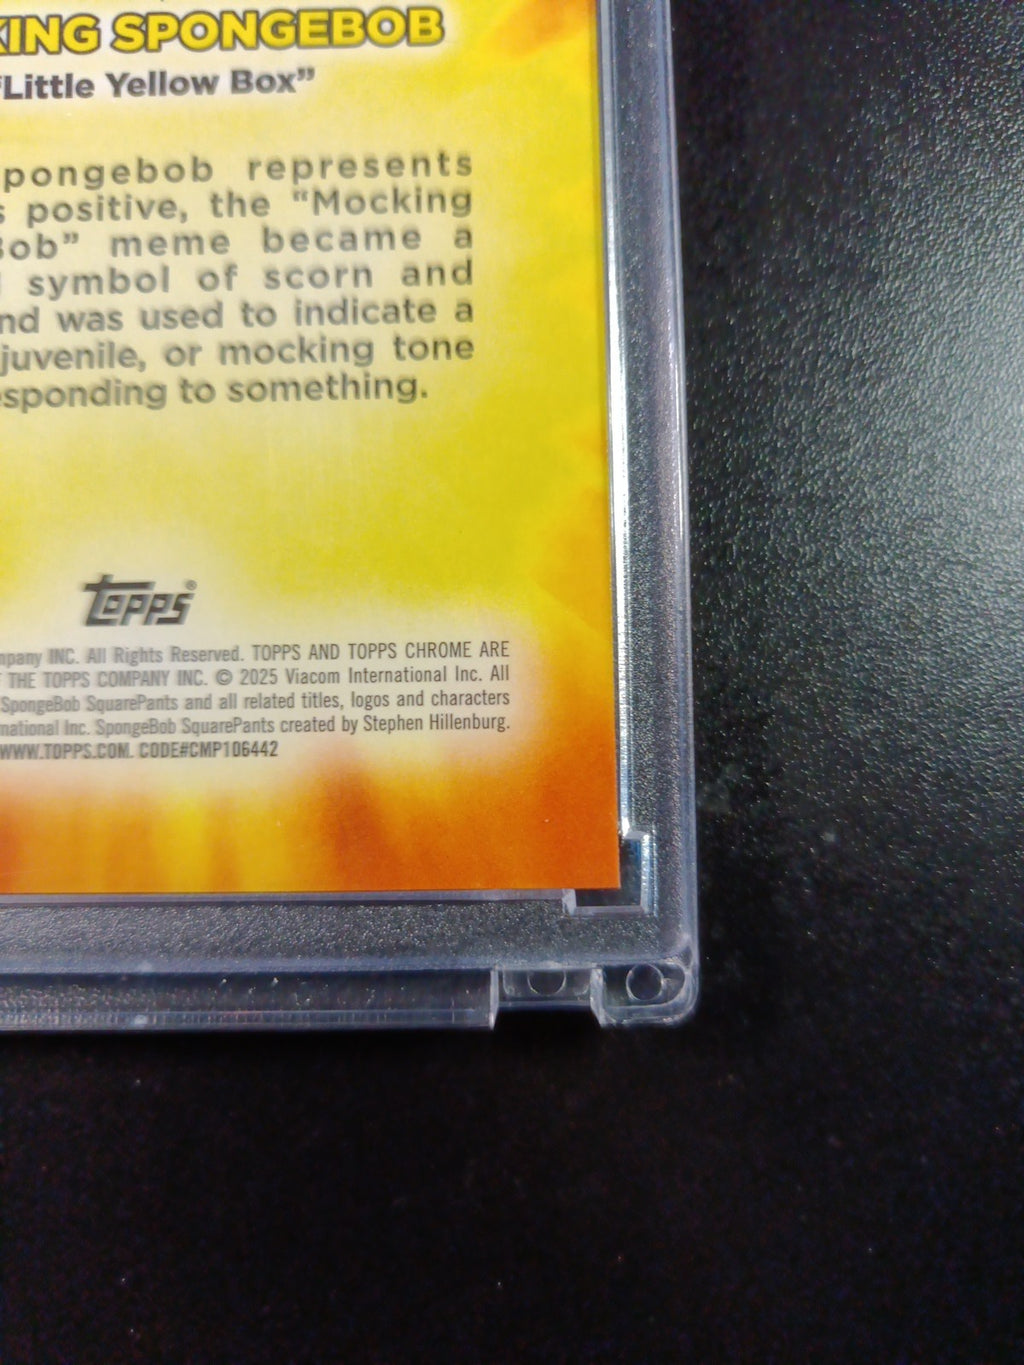 KING SPONGEBOB
"Little Yellow Box"
pongebob represents
s positive, the "Mocking
Bob" meme became a
symbol of scorn and
nd was used to indicate a
juvenile, or mocking tone
sponding to something.
Topps®
mpany INC. All Rights Reserved. TOPPS AND TOPPS CHROME ARE
F THE TOPPS COMPANY INC. © 2025 Viacom International Inc. All
SpongeBob SquarePants and all related titles, logos and characters
national Inc. SpongeBob SquarePants created by Stephen Hillenburg.
WWW.TOPPS.COM. CODE#CMP106442